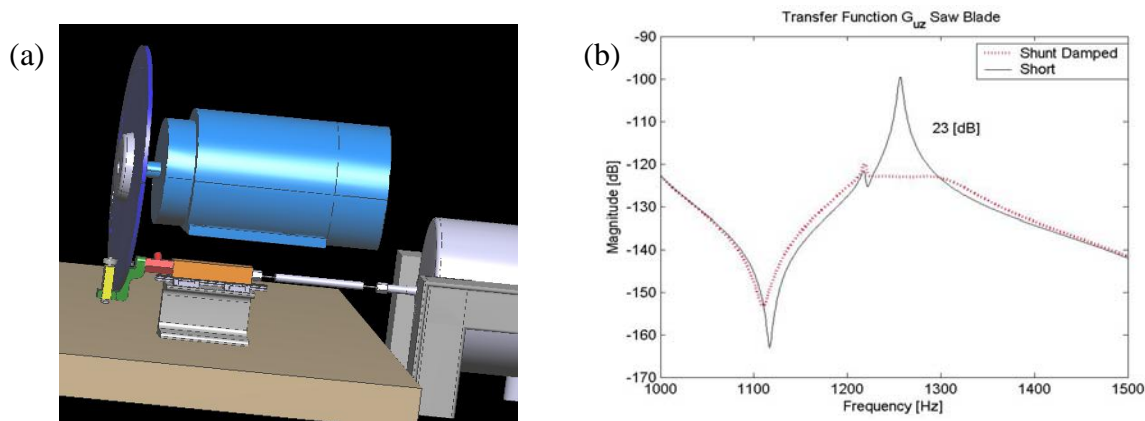 (a)
(b)
Transfer Function G_uz Saw Blade
-90
-100
-110
-120
-130
-140
-150
-160
-170
Magnitude [dB]
Shunt Damped
Short
23 [dB]
1000 1100 1200 1300 1400 1500
Frequency [Hz]